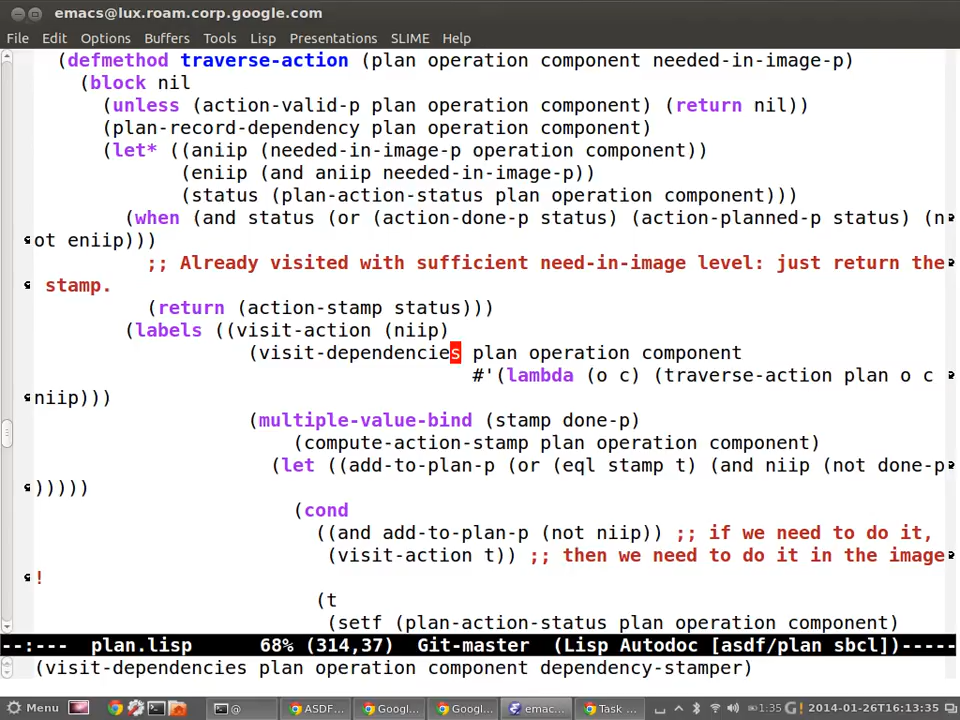 emacs@lux.roam.corp.google.com
File Edit Options Buffers Tools Lisp Presentations SLIME Help
(defmethod traverse-action (plan operation component needed-in-image-p)
(block nil
(unless (action-valid-p plan operation component) (return nil))
(plan-record-dependency plan operation component)
(let* ((aniip (needed-in-image-p operation component))
(eniip (and aniip needed-in-image-p))
(status (plan-action-status plan operation component)))
(when (and status (or (action-done-p status) (action-planned-p status) (n
ot eniip)))
;; Already visited with sufficient need-in-image level: just return the
stamp.
(return (action-stamp status)))
(labels ((visit-action (niip)
(visit-dependencies plan operation component
#'(lambda (o c) (traverse-action plan o c
niip)))
(multiple-value-bind (stamp done-p)
(compute-action-stamp plan operation component)
(let ((add-to-plan-p (or (eql stamp t) (and niip (not done-p
)))))
(cond
((and add-to-plan-p (not niip)) ;; if we need to do it,
(visit-action t)) ;; then we need to do it in the image
!
(t
(setf (plan-action-status plan operation component)
--:--- plan.lisp 68% (314,37) Git-master (Lisp Autodoc [asdf/plan sbcl])-----
(visit-dependencies plan operation component dependency-stamper)
Menu @ ASDF... Google... Google... emac... Task ... 1:35 2014-01-26T16:13:35